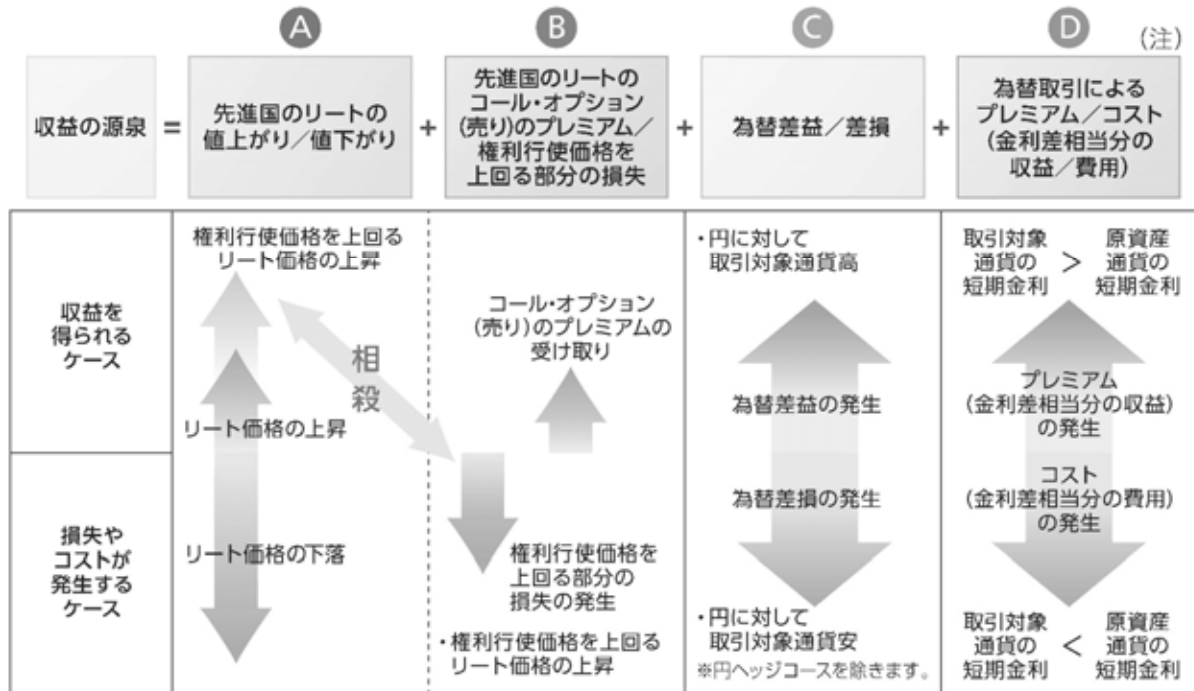 A
B
C
D
(注)
収益の源泉
=
先進国のリートの
値上がり／値下がり
+
先進国のリートの
コール・オプション
(売り)のプレミアム／
権利行使価格を
上回る部分の損失
+
為替差益／差損
+
為替取引による
プレミアム／コスト
(金利差相当分の
収益／費用)
収益を
得られる
ケース
権利行使価格を上回る
リート価格の上昇
リート価格の上昇
相
殺
コール・オプション
(売り)のプレミアムの
受け取り
・円に対して
取引対象通貨高
為替差益の発生
取引対象
通貨の
短期金利
>
原資産
通貨の
短期金利
プレミアム
(金利差相当分の収益)
の発生
損失や
コストが
発生する
ケース
リート価格の下落
権利行使価格を
上回る部分の
損失の発生
・権利行使価格を上回る
リート価格の上昇
為替差損の発生
・円に対して
取引対象通貨安
※円ヘッジコースを除きます。
コスト
(金利差相当分の費用)
の発生
取引対象
通貨の
短期金利
<
原資産
通貨の
短期金利